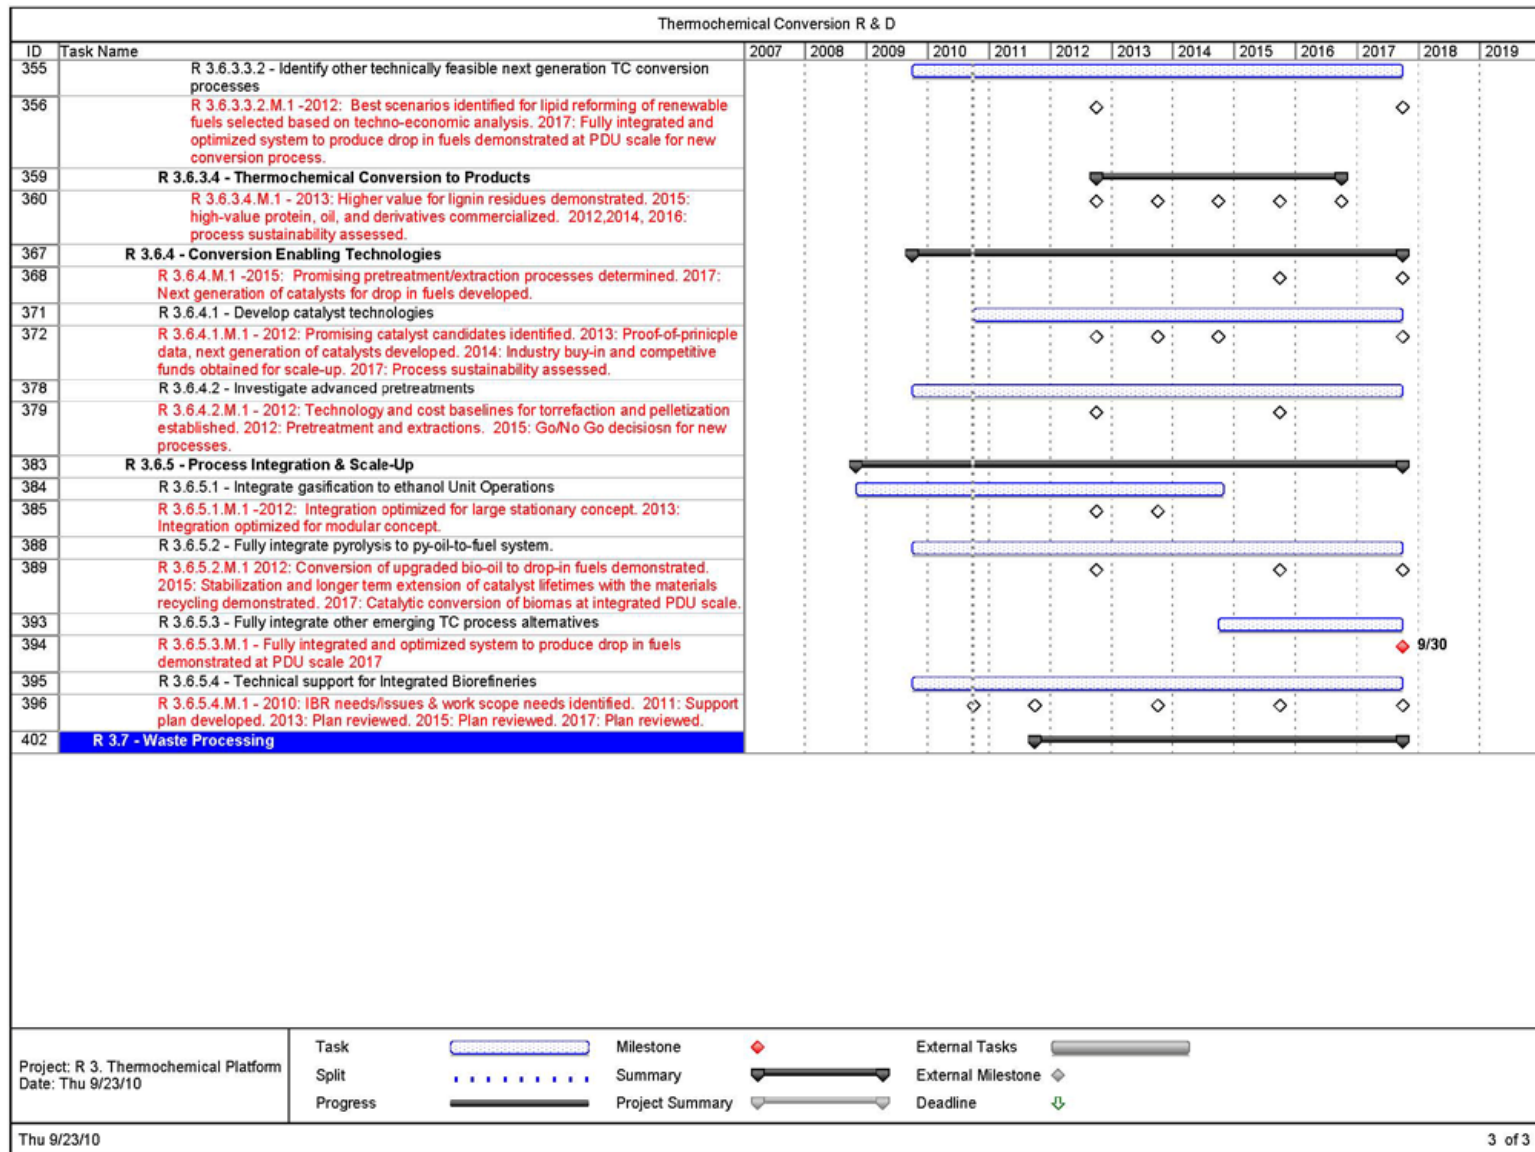 Thermochemical Conversion R & D
ID Task Name 2007 2008 2009 2010 2011 2012 2013 2014 2015 2016 2017 2018 2019
355 R 3.6.3.3.2 - Identify other technically feasible next generation TC conversion
processes
356 R 3.6.3.3.2.M.1 -2012: Best scenarios identified for lipid reforming of renewable
fuels selected based on techno-economic analysis. 2017: Fully integrated and
optimized system to produce drop in fuels demonstrated at PDU scale for new
conversion process.
359 R 3.6.3.4 - Thermochemical Conversion to Products
360 R 3.6.3.4.M.1 - 2013: Higher value for lignin residues demonstrated. 2015:
high-value protein, oil, and derivatives commercialized. 2012,2014, 2016:
process sustainability assessed.
367 R 3.6.4 - Conversion Enabling Technologies
368 R 3.6.4.M.1 -2015: Promising pretreatment/extraction processes determined. 2017:
Next generation of catalysts for drop in fuels developed.
371 R 3.6.4.1 - Develop catalyst technologies
372 R 3.6.4.1.M.1 - 2012: Promising catalyst candidates identified. 2013: Proof-of-prinicple
data, next generation of catalysts developed. 2014: Industry buy-in and competitive
funds obtained for scale-up. 2017: Process sustainability assessed.
378 R 3.6.4.2 - Investigate advanced pretreatments
379 R 3.6.4.2.M.1 - 2012: Technology and cost baselines for torrefaction and pelletization
established. 2012: Pretreatment and extractions. 2015: Go/No Go decisiosn for new
processes.
383 R 3.6.5 - Process Integration & Scale-Up
384 R 3.6.5.1 - Integrate gasification to ethanol Unit Operations
385 R 3.6.5.1.M.1 -2012: Integration optimized for large stationary concept. 2013:
Integration optimized for modular concept.
388 R 3.6.5.2 - Fully integrate pyrolysis to py-oil-to-fuel system.
389 R 3.6.5.2.M.1 2012: Conversion of upgraded bio-oil to drop-in fuels demonstrated.
2015: Stabilization and longer term extension of catalyst lifetimes with the materials
recycling demonstrated. 2017: Catalytic conversion of biomas at integrated PDU scale.
393 R 3.6.5.3 - Fully integrate other emerging TC process alternatives
394 R 3.6.5.3.M.1 - Fully integrated and optimized system to produce drop in fuels 9/30
demonstrated at PDU scale 2017
395 R 3.6.5.4 - Technical support for Integrated Biorefineries
396 R 3.6.5.4.M.1 - 2010: IBR needs/issues & work scope needs identified. 2011: Support
plan developed. 2013: Plan reviewed. 2015: Plan reviewed. 2017: Plan reviewed.
402 R 3.7 - Waste Processing
Project: R 3. Thermochemical Platform
Date: Thu 9/23/10
Task Milestone External Tasks
Split Summary External Milestone
Progress Project Summary Deadline
Thu 9/23/10 3 of 3